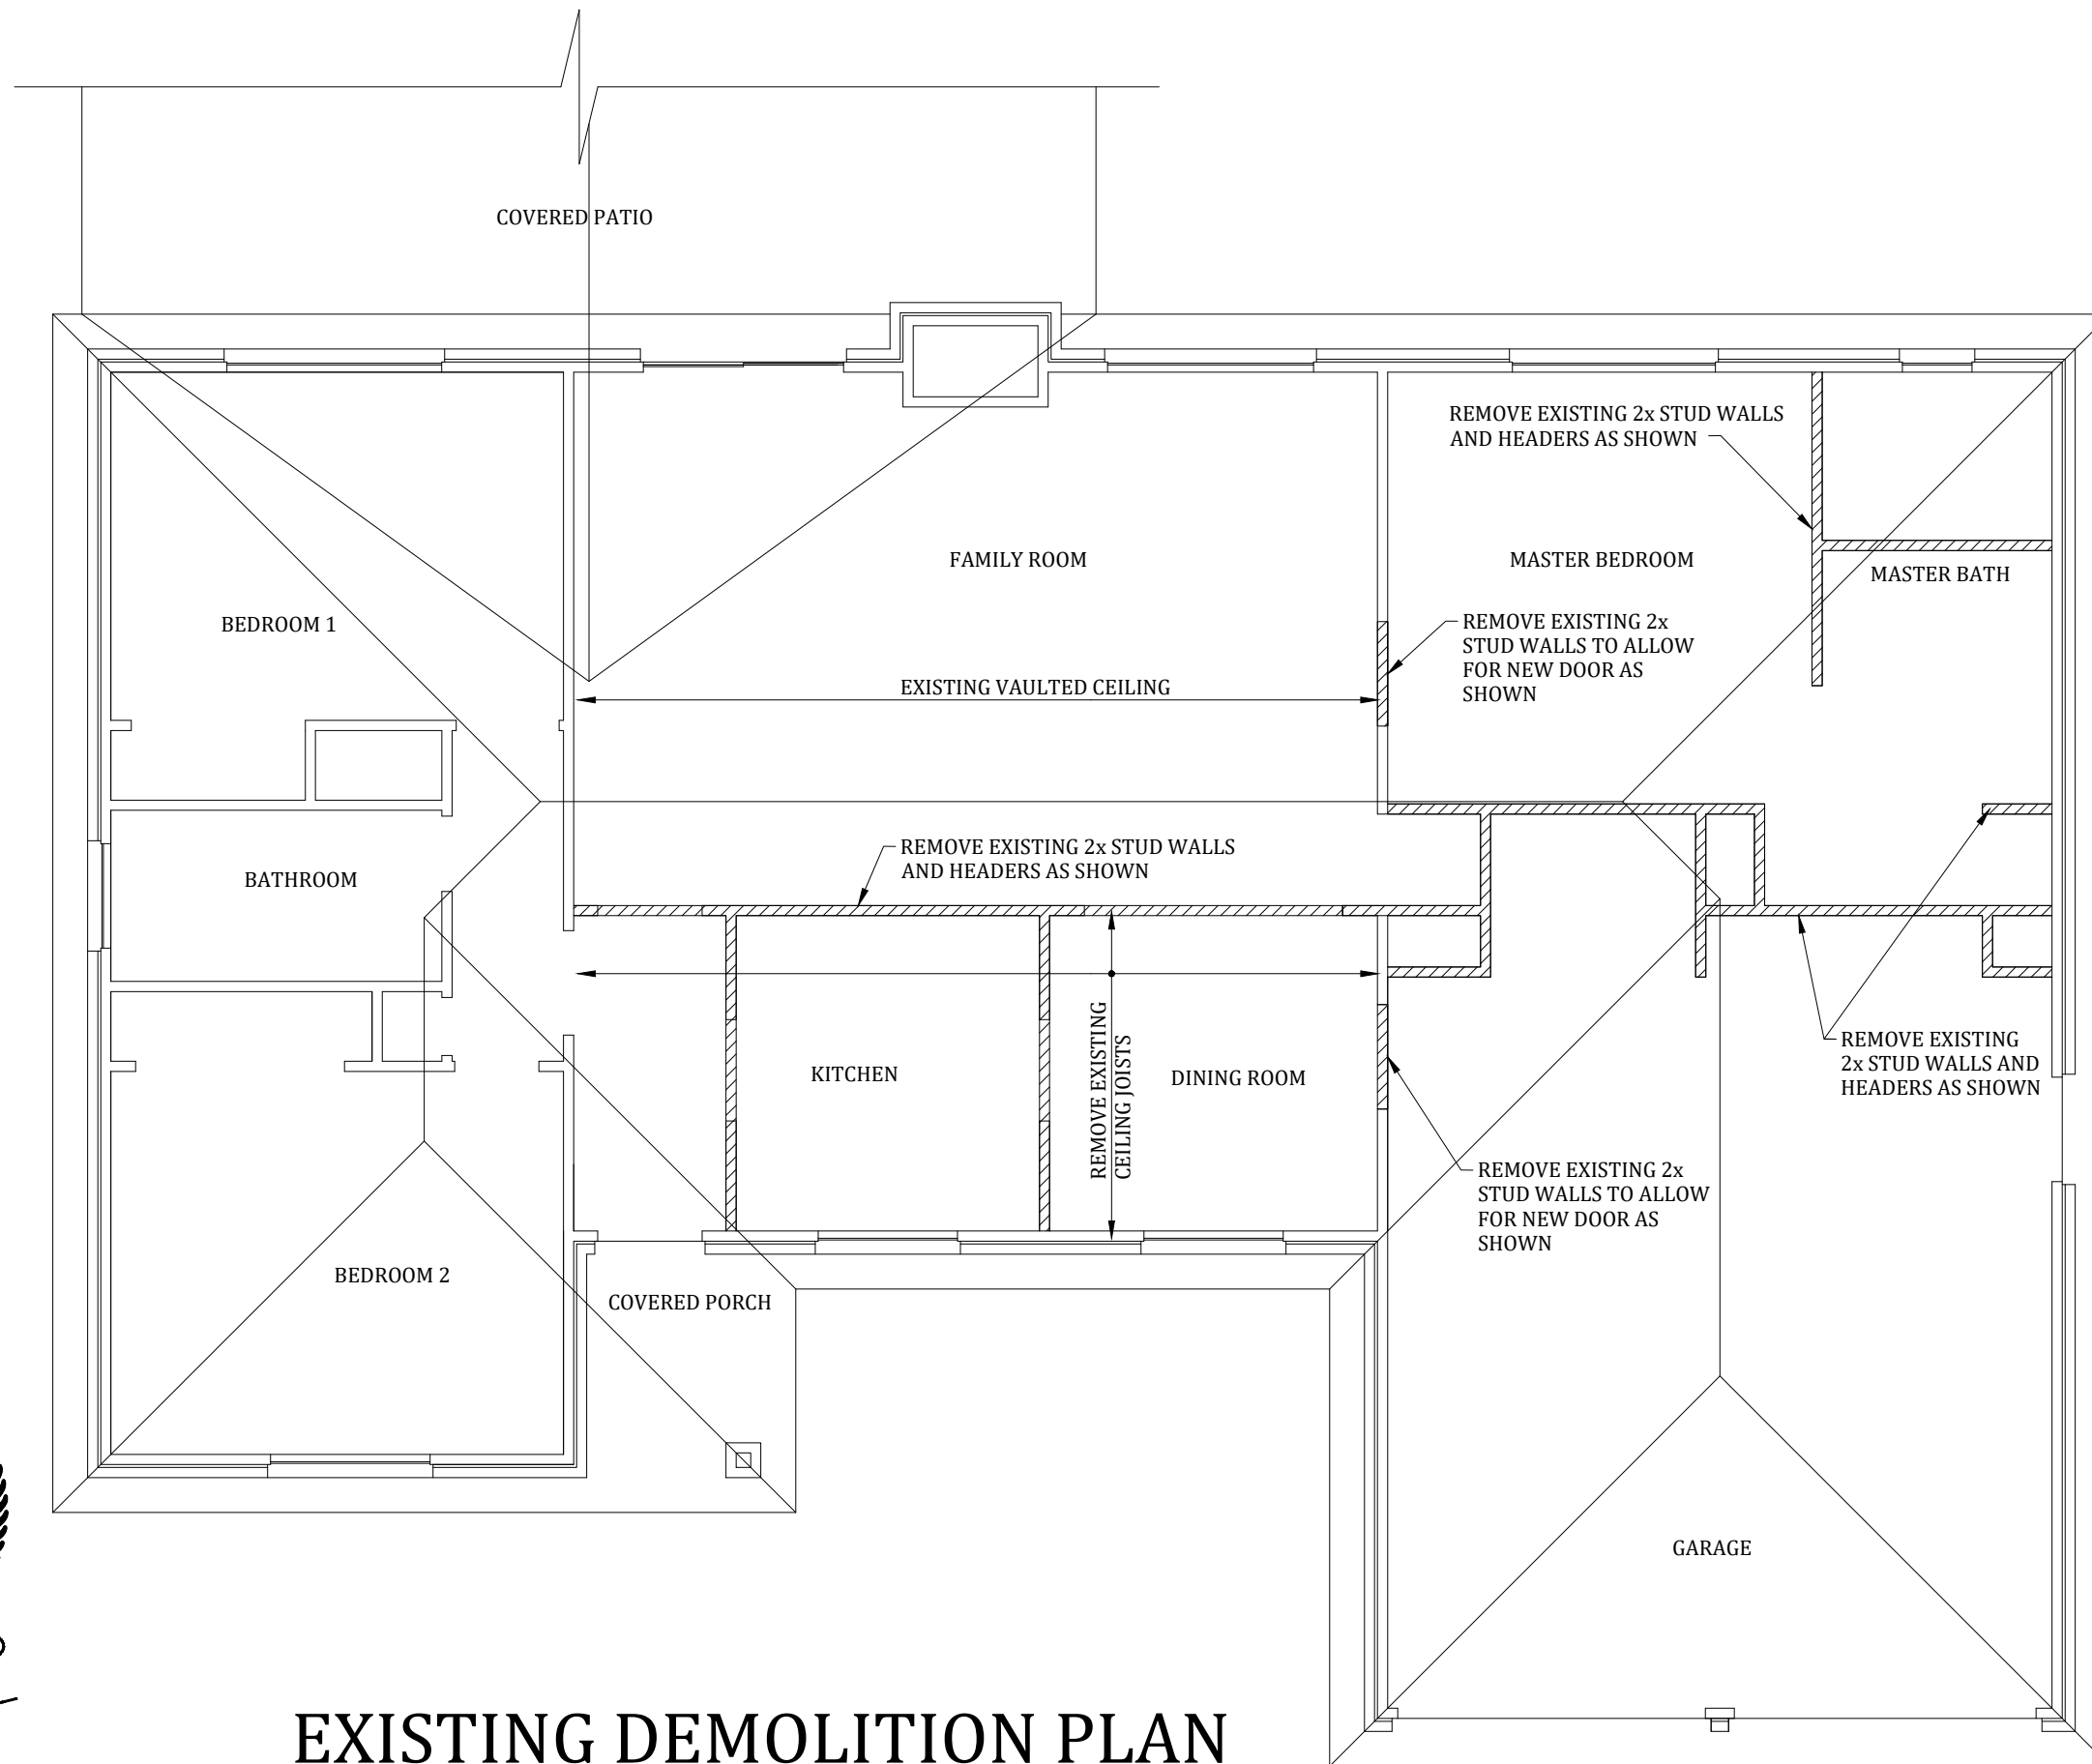 COVERED PATIO
REMOVE EXISTING 2x STUD WALLS
AND HEADERS AS SHOWN
FAMILY ROOM
MASTER BEDROOM
MASTER BATH
BEDROOM 1
REMOVE EXISTING 2x
STUD WALLS TO ALLOW
FOR NEW DOOR AS
SHOWN
EXISTING VAULTED CEILING
REMOVE EXISTING 2x STUD WALLS
AND HEADERS AS SHOWN
BATHROOM
REMOVE EXISTING
CEILING JOISTS
KITCHEN
DINING ROOM
REMOVE EXISTING
2x STUD WALLS AND
HEADERS AS SHOWN
REMOVE EXISTING 2x
STUD WALLS TO ALLOW
FOR NEW DOOR AS
SHOWN
BEDROOM 2
COVERED PORCH
GARAGE
EXISTING DEMOLITION PLAN